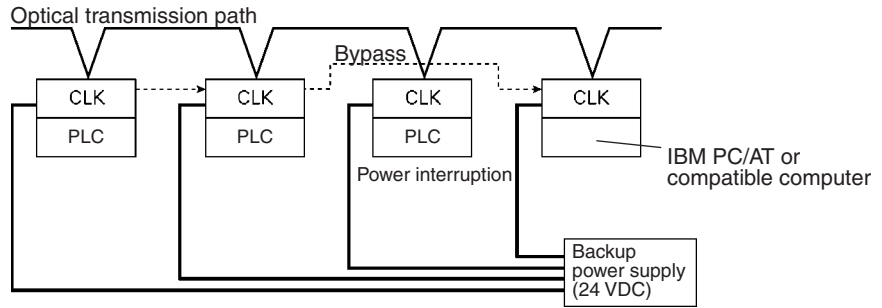 Optical transmission path
Bypass
CLK
CLK
CLK
CLK
PLC
PLC
PLC
Power interruption
IBM PC/AT or
compatible computer
Backup
power supply
(24 VDC)